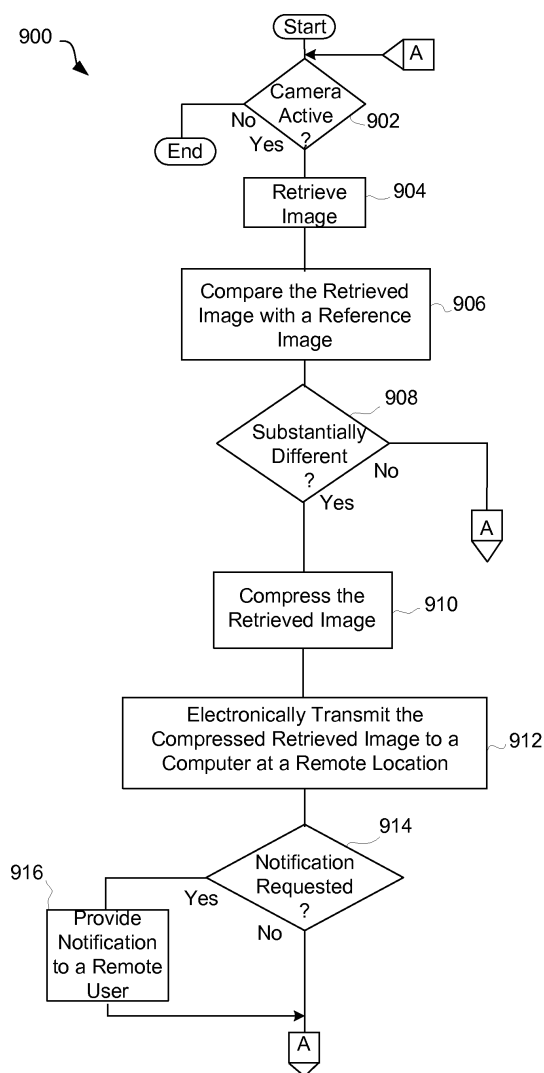 Start
900
A
Camera
Active
?
902
No
Yes
End
Retrieve
Image
904
Compare the Retrieved
Image with a Reference
Image
906
908
Substantially
Different
?
No
Yes
A
Compress the
Retrieved Image
910
Electronically Transmit the
Compressed Retrieved Image to a
Computer at a Remote Location
912
914
Notification
Requested
?
Yes
No
916
Provide
Notification
to a Remote
User
A